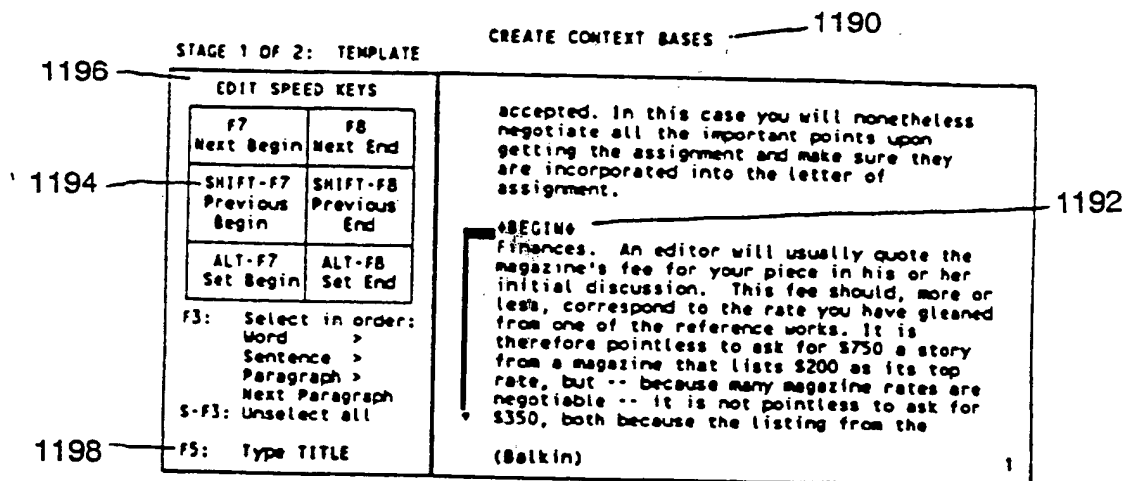 CREATE CONTEXT BASES
1190
STAGE 1 OF 2: TEMPLATE
1196
EDIT SPEED KEYS
F7 F8
Next Begin Next End
1194
SHIFT-F7 SHIFT-F8
Previous Previous
Begin End
ALT-F7 ALT-F8
Set Begin Set End
F3: Select in order:
Word >
Sentence >
Paragraph >
Next Paragraph
S-F3: Unselect all
1198
F5: Type TITLE
accepted. In this case you will nonetheless
negotiate all the important points upon
getting the assignment and make sure they
are incorporated into the letter of
assignment.
1192
♦BEGIN♦
Finances. An editor will usually quote the
magazine's fee for your piece in his or her
initial discussion. This fee should, more or
less, correspond to the rate you have gleaned
from one of the reference works. It is
therefore pointless to ask for $750 a story
from a magazine that lists $200 as its top
rate, but -- because many magazine rates are
negotiable -- it is not pointless to ask for
$350, both because the listing from the
(Balkin)
1